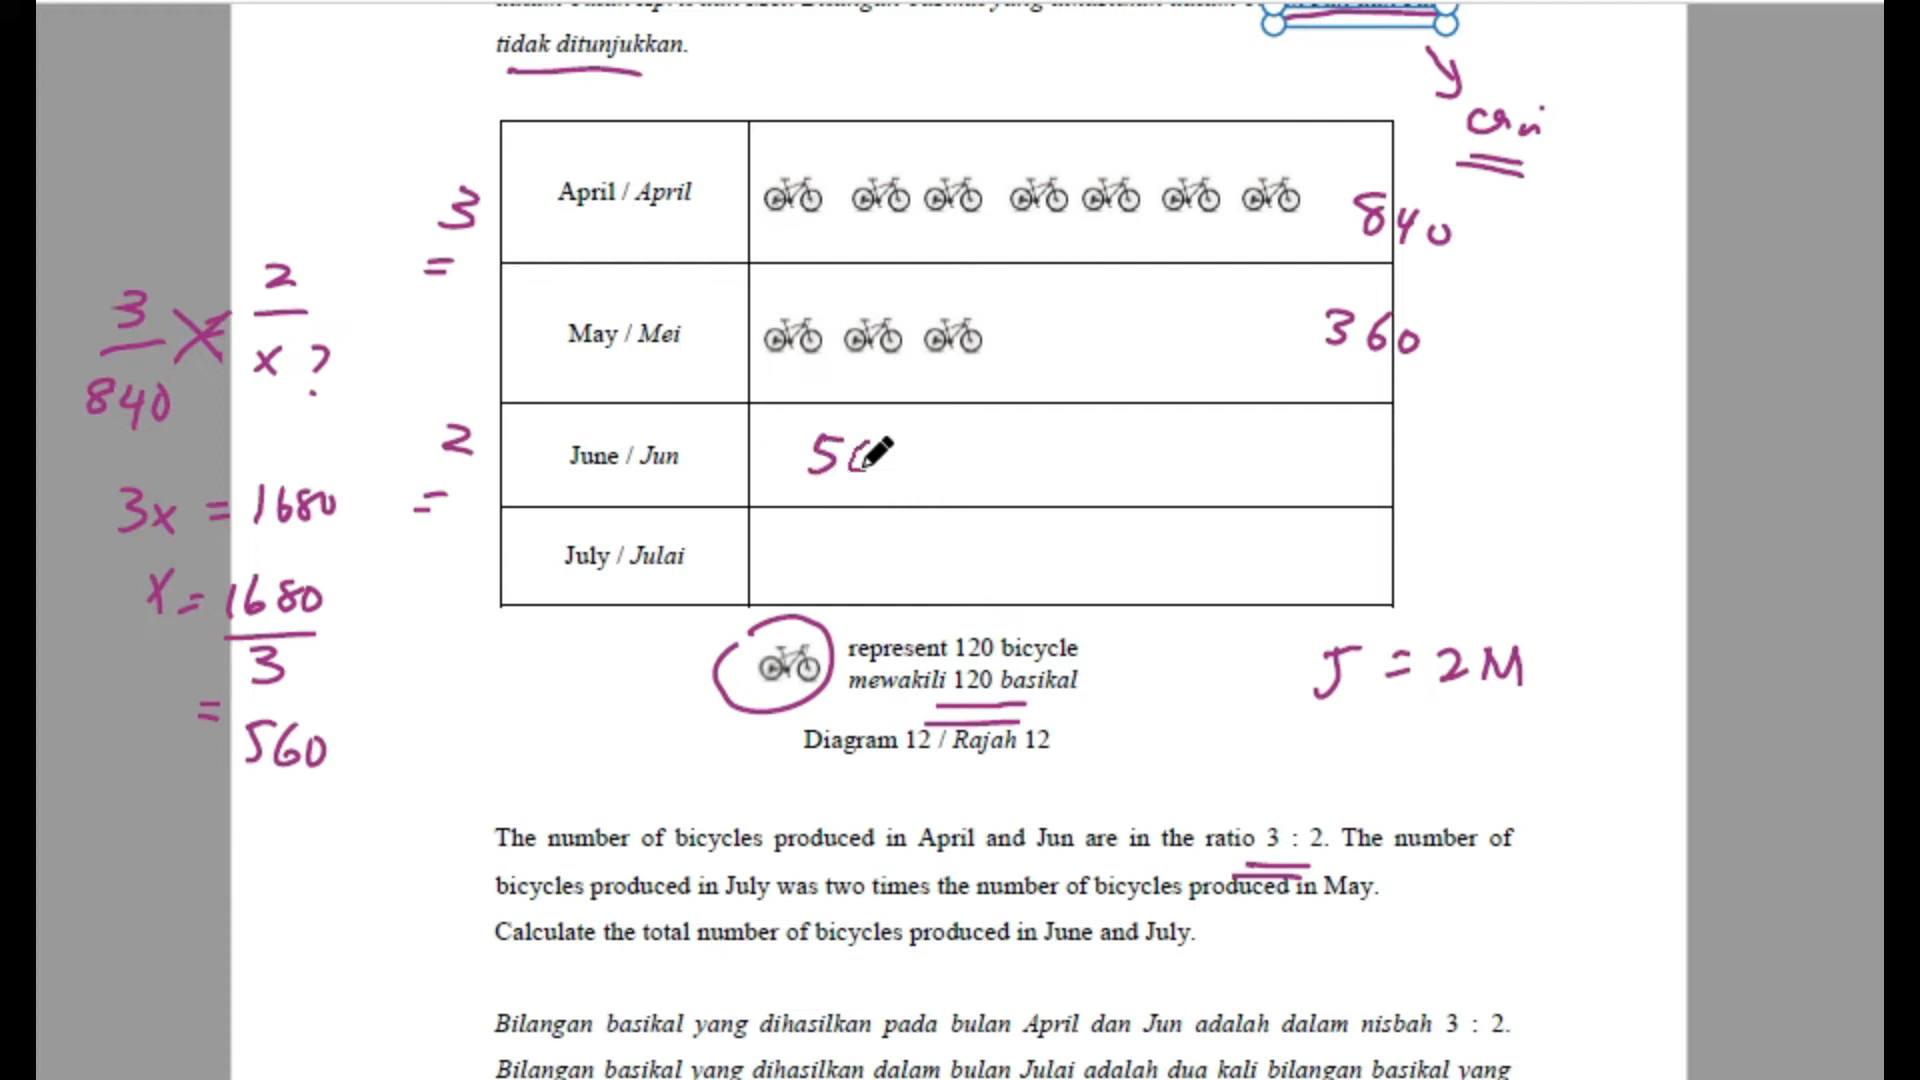 tidak ditunjukkan.
cari
April / April
3
=
840
May / Mei
360
3 2
840 x ?
June / Jun
2
=
5
3x = 1680
July / Julai
x = 1680
3
= 560
represent 120 bicycle
mewakili 120 basikal
J = 2M
Diagram 12 / Rajah 12
The number of bicycles produced in April and Jun are in the ratio 3 : 2. The number of
bicycles produced in July was two times the number of bicycles produced in May.
Calculate the total number of bicycles produced in June and July.
Bilangan basikal yang dihasilkan pada bulan April dan Jun adalah dalam nisbah 3 : 2.
Bilangan basikal yang dihasilkan dalam bulan Julai adalah dua kali bilangan basikal yang